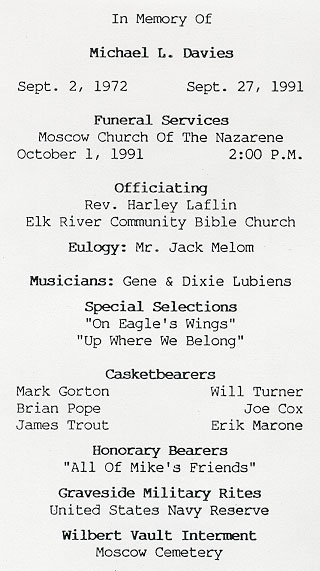 In Memory Of
Michael L. Davies
Sept. 2, 1972 Sept. 27, 1991
Funeral Services
Moscow Church Of The Nazarene
October 1, 1991 2:00 P.M.
Officiating
Rev. Harley Laflin
Elk River Community Bible Church
Eulogy: Mr. Jack Melom
Musicians: Gene & Dixie Lubiens
Special Selections
"On Eagle's Wings"
"Up Where We Belong"
Casketbearers
Mark Gorton Will Turner
Brian Pope Joe Cox
James Trout Erik Marone
Honorary Bearers
"All Of Mike's Friends"
Graveside Military Rites
United States Navy Reserve
Wilbert Vault Interment
Moscow Cemetery